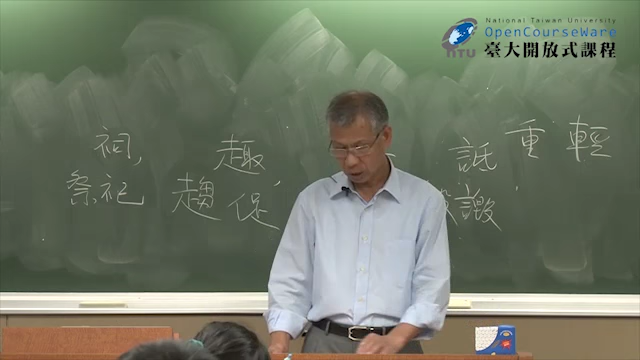 National Taiwan University
OpenCourseWare
NTU
臺大開放式課程
輕
重
詆
趣
趨
祠,
祭祀